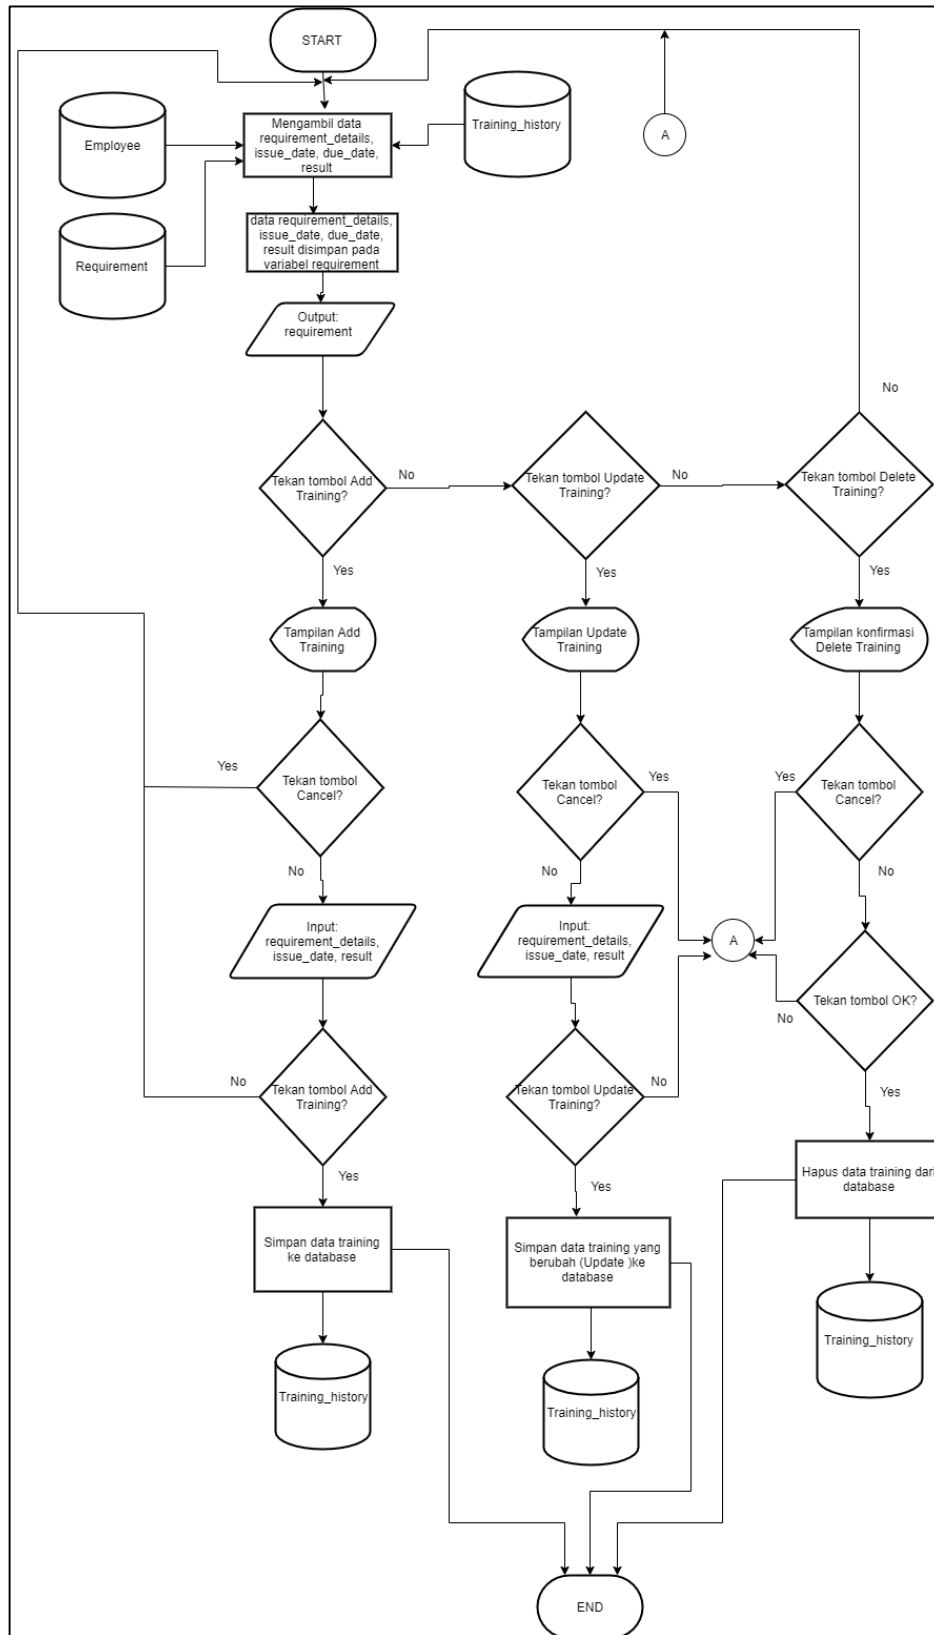 START
Employee
Mengambil data
requirement_details,
issue_date, due_date,
result
Training_history
A
Requirement
data requirement_details,
issue_date, due_date,
result disimpan pada
variabel requirement
Output:
requirement
No
Tekan tombol Add
Training?
No
Tekan tombol Update
Training?
No
Tekan tombol Delete
Training?
Yes
Yes
Yes
Tampilan Add
Training
Tampilan Update
Training
Tampilan konfirmasi
Delete Training
Yes
Tekan tombol
Cancel?
Tekan tombol
Cancel?
Yes
Yes
Tekan tombol
Cancel?
No
No
No
Input:
requirement_details,
issue_date, result
Input:
requirement_details,
issue_date, result
A
Tekan tombol OK?
No
No
Tekan tombol Add
Training?
Tekan tombol Update
Training?
No
Yes
Yes
Yes
Simpan data training
ke database
Simpan data training yang
berubah (Update )ke
database
Hapus data training dari
database
Training_history
Training_history
Training_history
END